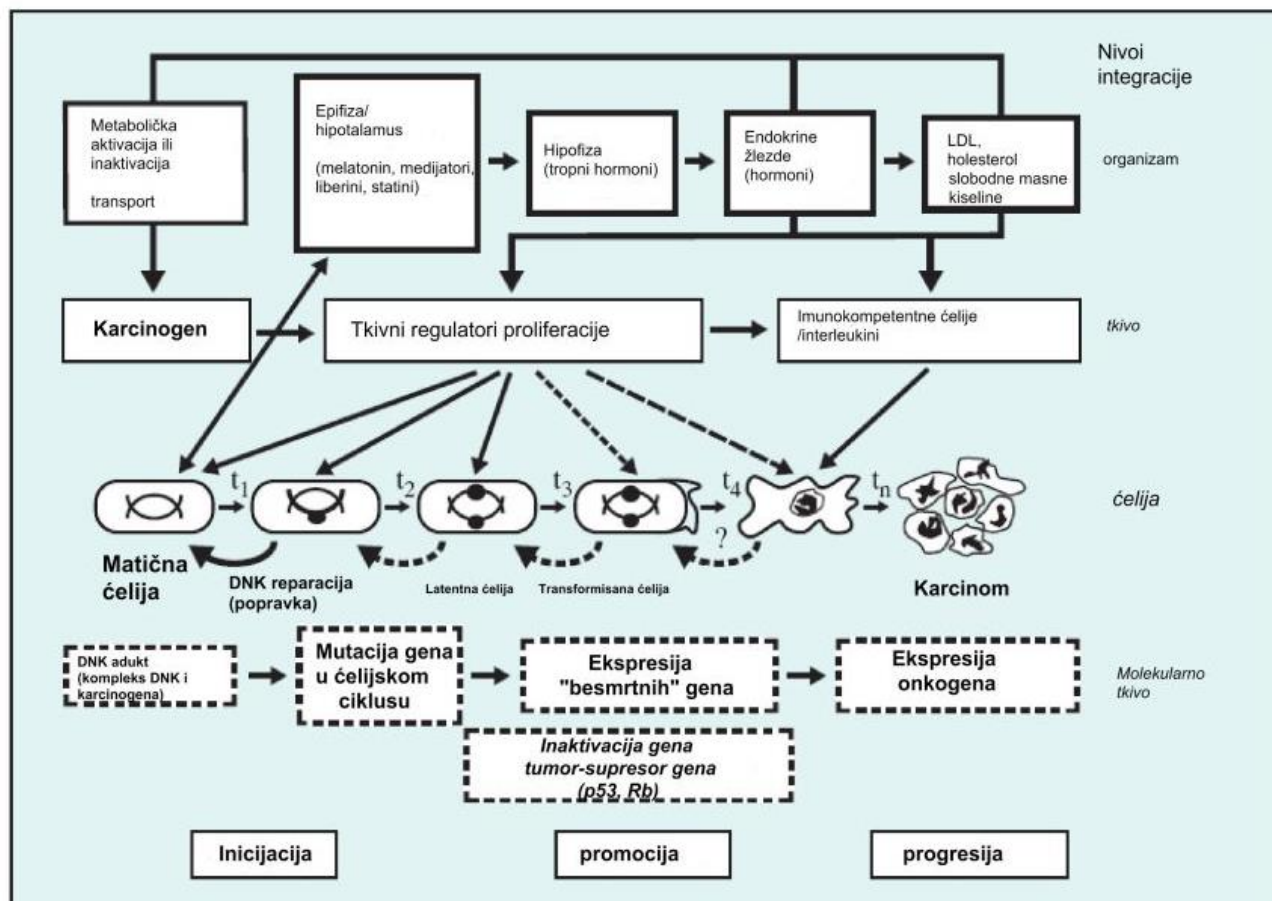 Nivoi
integracije
Metabolička
aktivacija ili
inaktivacija
transport
Epifiza/
hipotalamus
(melatonin, medijatori,
liberini, statini)
Hipofiza
(tropni hormoni)
Endokrine
žlezde
(hormoni)
LDL,
holesterol
slobodne masne
kiseline
organizam
Karcinogen
Tkivni regulatori proliferacije
Imunokompetentne ćelije
/interleukini
tkivo
t1
t2
t3
t4
tn
?
ćelija
Matična
ćelija
DNK reparacija
(popravka)
Latentna ćelija
Transformisana ćelija
Karcinom
DNK adukt
(kompleks DNK i
karcinogena)
Mutacija gena
u ćelijskom
ciklusu
Ekspresija
"besmrtnih" gena
Ekspresija
onkogena
Molekularno
tkivo
Inaktivacija gena
tumor-supresor gena
(p53, Rb)
Inicijacija
promocija
progresija